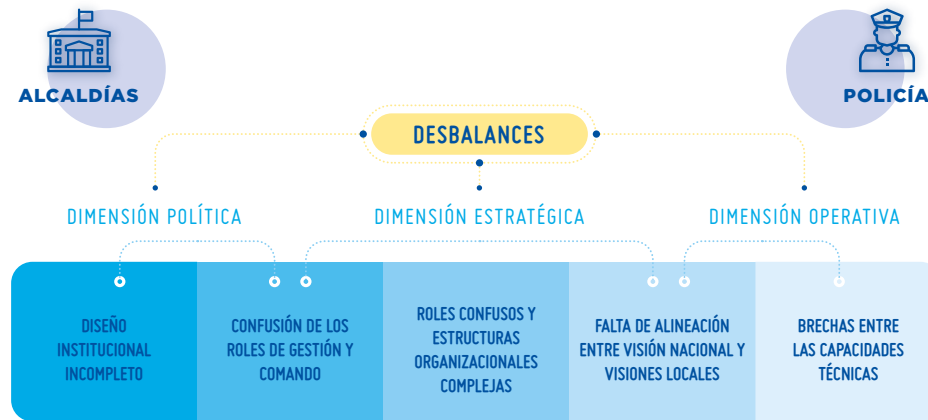 ALCALDÍAS
POLICÍA
DESBALANCES
DIMENSIÓN POLÍTICA
DIMENSIÓN ESTRATÉGICA
DIMENSIÓN OPERATIVA
DISEÑO
INSTITUCIONAL
INCOMPLETO
CONFUSIÓN DE LOS
ROLES DE GESTIÓN Y
COMANDO
ROLES CONFUSOS Y
ESTRUCTURAS
ORGANIZACIONALES
COMPLEJAS
FALTA DE ALINEACIÓN
ENTRE VISIÓN NACIONAL Y
VISIONES LOCALES
BRECHAS ENTRE
LAS CAPACIDADES
TÉCNICAS